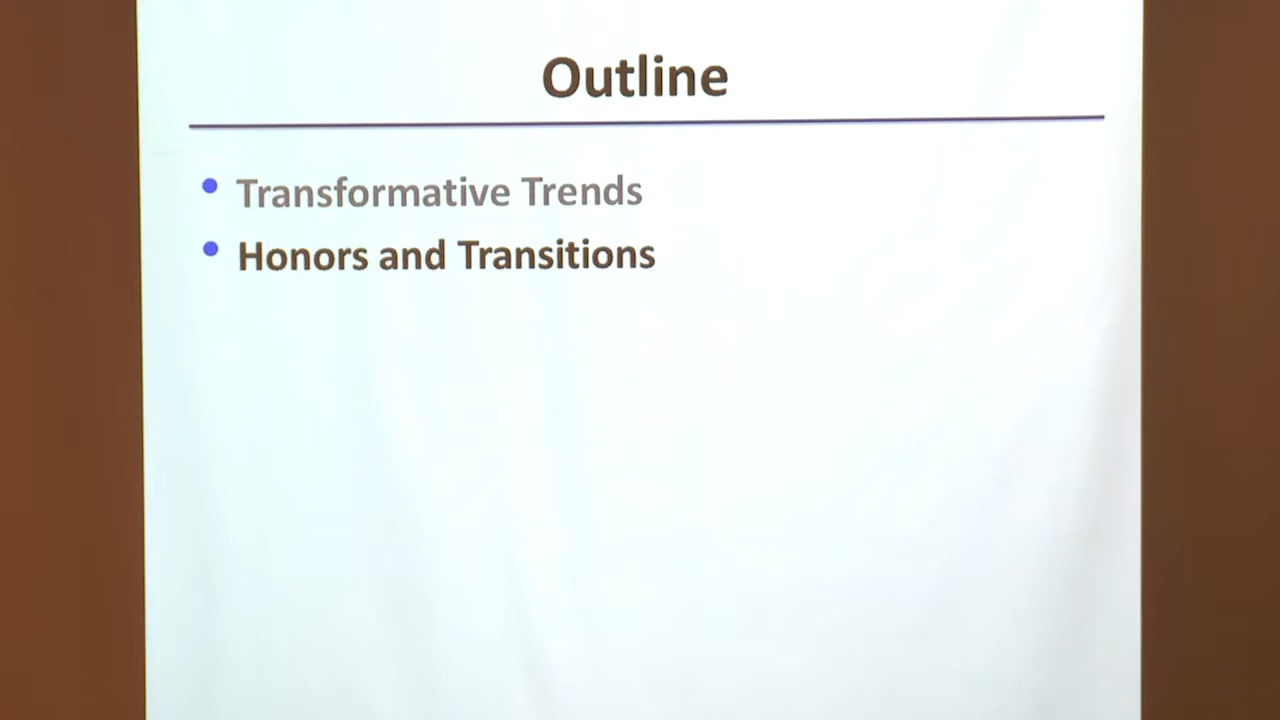 Outline
• Transformative Trends
• Honors and Transitions